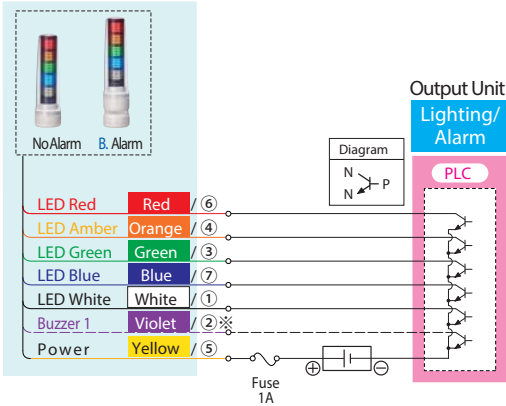 No Alarm B. Alarm
Output Unit
Lighting/
Alarm
PLC
Diagram
N
P
N
LED Red Red / ⑥
LED Amber Orange / ④
LED Green Green / ③
LED Blue Blue / ⑦
LED White White / ①
Buzzer 1 Violet / ②※
Power Yellow / ⑤
Fuse
1A
⊕ ⊖